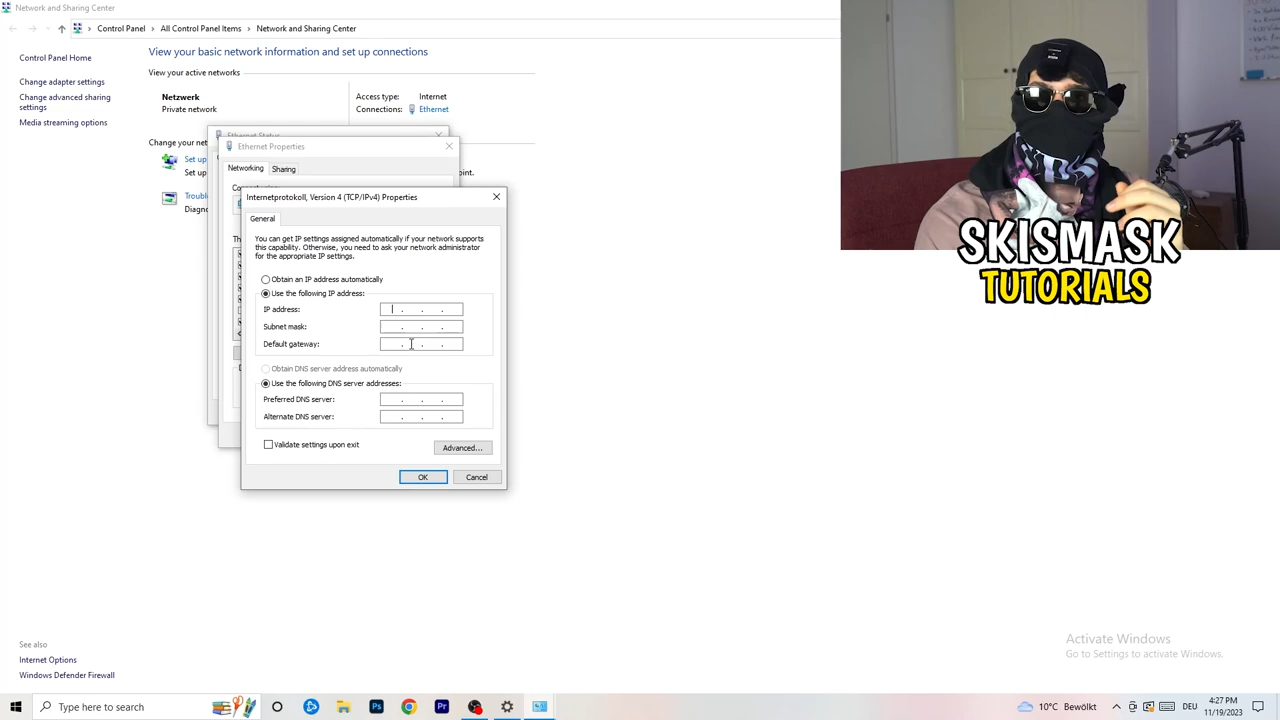 Network and Sharing Center
Control Panel > All Control Panel Items > Network and Sharing Center
Control Panel Home
Change adapter settings
Change advanced sharing
settings
Media streaming options
View your basic network information and set up connections
View your active networks
Netzwerk
Private network
Access type: Internet
Connections: Ethernet
Change your net
Set up
Set up
point.
Troubl
Diagno
Ethernet Status
Ethernet Properties
Networking
Sharing
Internetprotokoll, Version 4 (TCP/IPv4) Properties
General
You can get IP settings assigned automatically if your network supports
this capability. Otherwise, you need to ask your network administrator
for the appropriate IP settings.
Obtain an IP address automatically
Use the following IP address:
IP address: . . .
Subnet mask: . . .
Default gateway: . . .
Obtain DNS server address automatically
Use the following DNS server addresses:
Preferred DNS server: . . .
Alternate DNS server: . . .
Validate settings upon exit
Advanced...
OK
Cancel
SKISMASK
TUTORIALS
See also
Internet Options
Windows Defender Firewall
Activate Windows
Go to Settings to activate Windows.
Type here to search
Ps
Pr
10°C Bewölkt
DEU
4:27 PM
11/19/2023